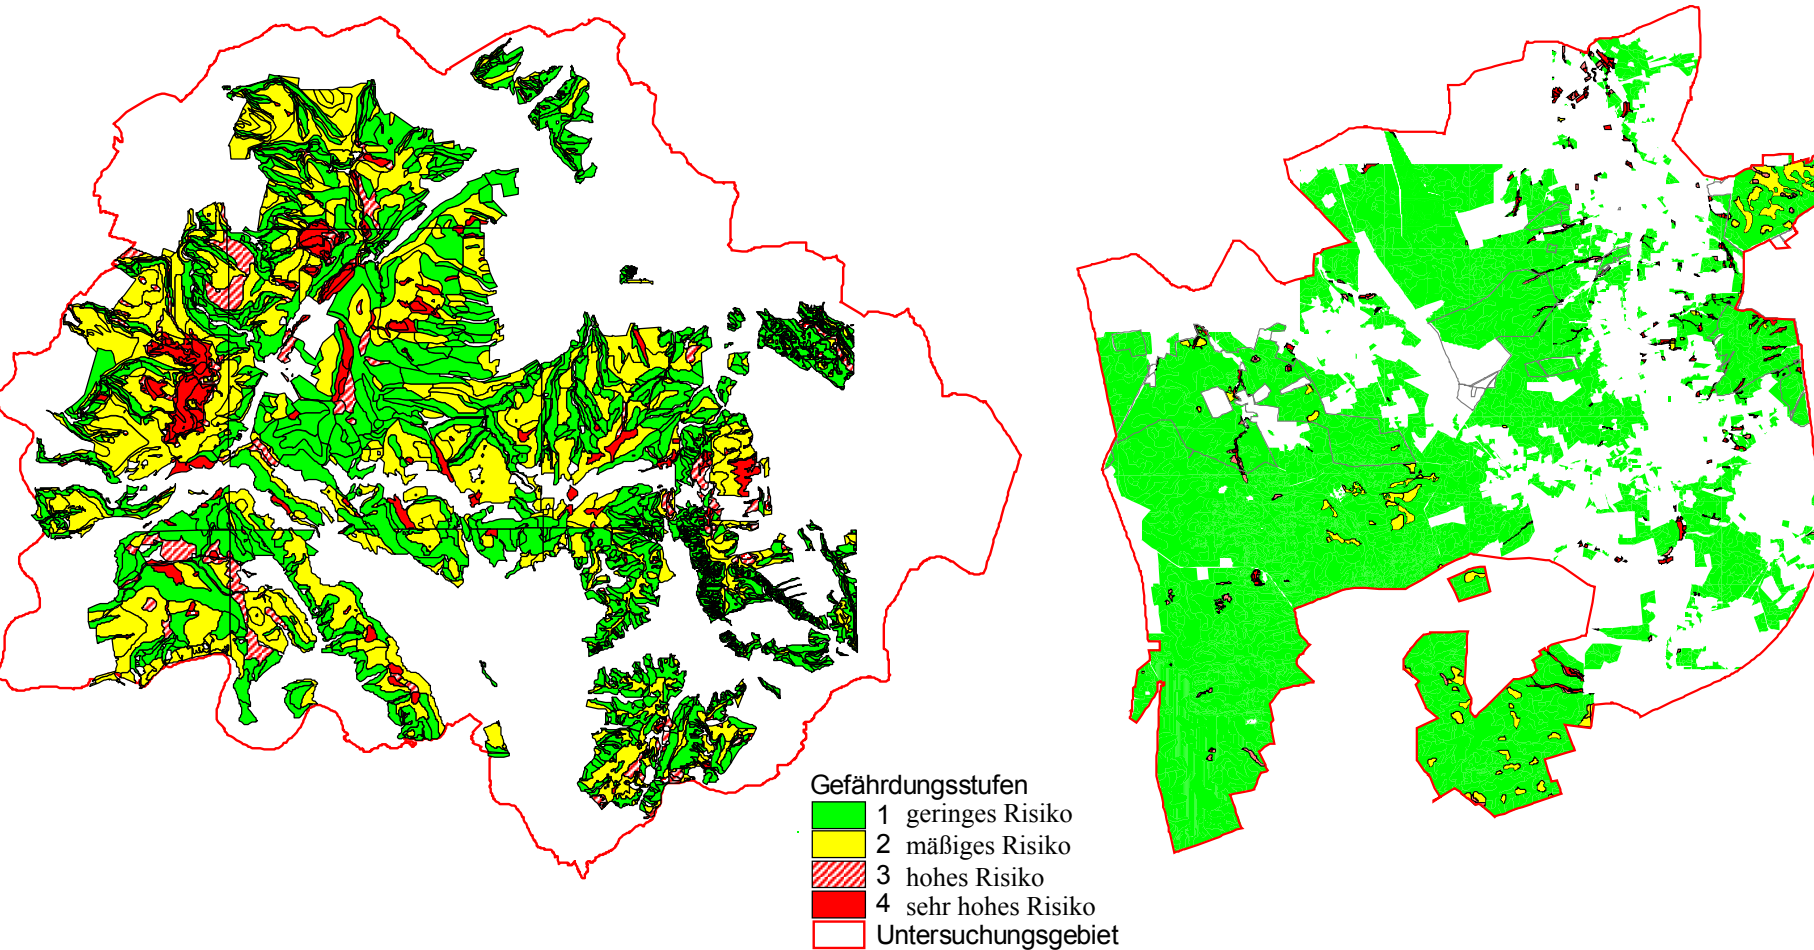 Gefährdungsstufen
1 geringes Risiko
2 mäßiges Risiko
3 hohes Risiko
4 sehr hohes Risiko
Untersuchungsgebiet